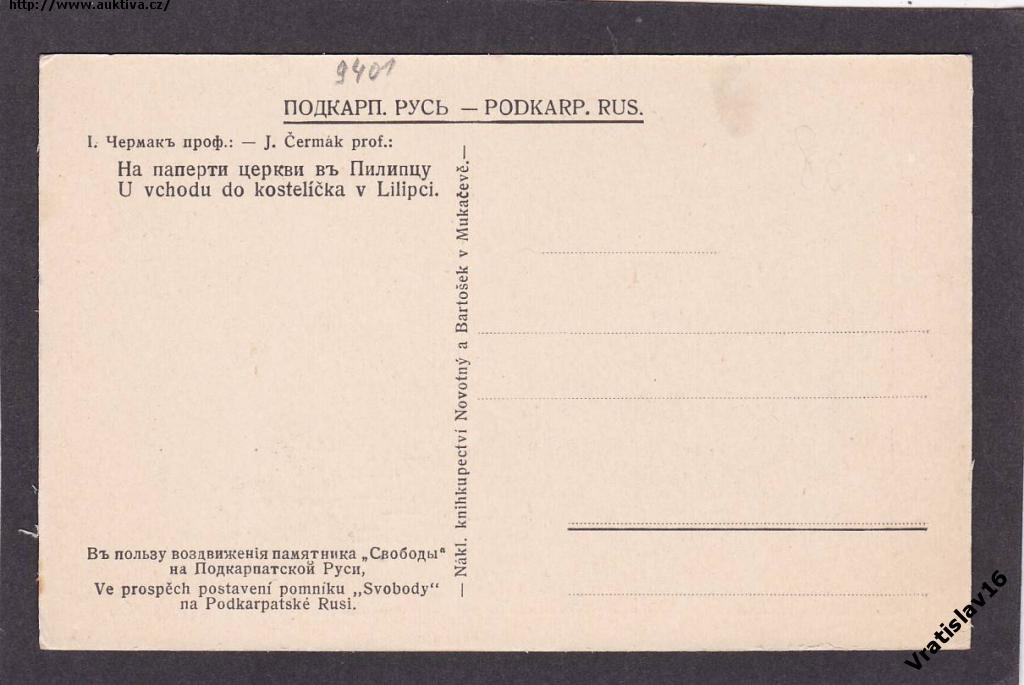 http://www.auktiva.cz/
9401
ПОДКАРП. РУСЬ — PODKARP. RUS.
І. Чермакъ проф.: — J. Čermák prof.:
На паперти церкви въ Пилипцу
U vchodu do kostelíčka v Lilipci.
— Nákl. knihkupectví Novotný a Bartošek v Mukačevě.—
Въ пользу воздвиженія памятника „Свободы"
на Подкарпатской Руси,
Ve prospěch postavení pomníku „Svobody"
na Podkarpatské Rusi.
Vratislav16